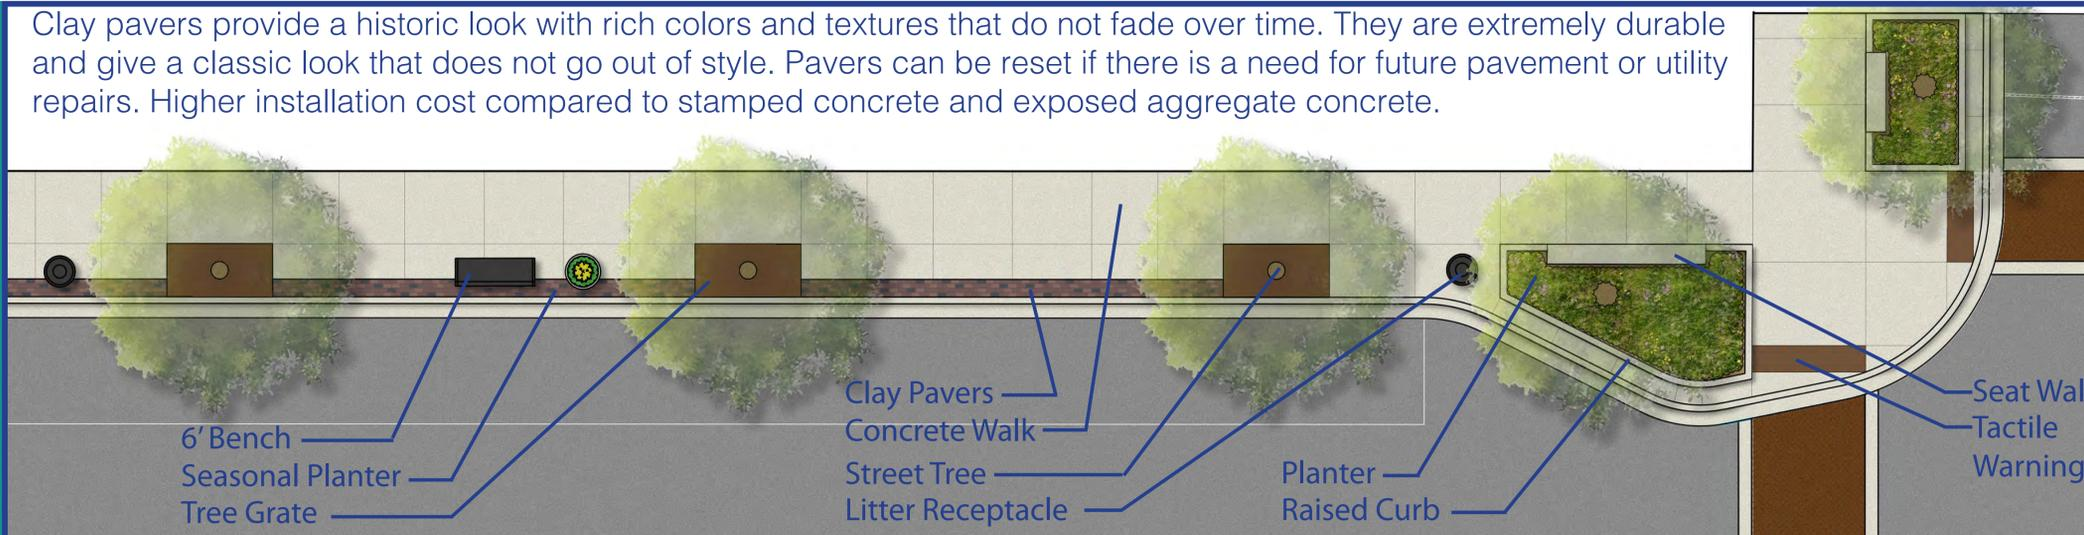 Clay pavers provide a historic look with rich colors and textures that do not fade over time. They are extremely durable
and give a classic look that does not go out of style. Pavers can be reset if there is a need for future pavement or utility
repairs. Higher installation cost compared to stamped concrete and exposed aggregate concrete.
6' Bench
Seasonal Planter
Tree Grate
Clay Pavers
Concrete Walk
Street Tree
Litter Receptacle
Planter
Raised Curb
Seat Wal
Tactile
Warning